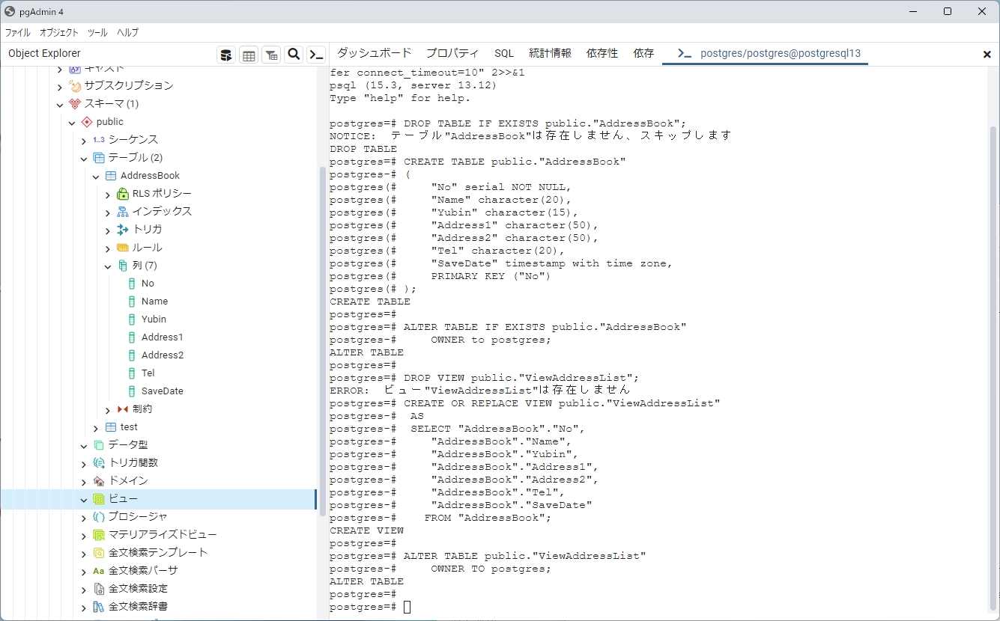 pgAdmin 4
ファイル オブジェクト ツール ヘルプ
Object Explorer
ダッシュボード プロパティ SQL 統計情報 依存性 依存 postgres/postgres@postgresql13
キャスト
サブスクリプション
スキーマ (1)
public
1..3 シーケンス
テーブル (2)
AddressBook
RLS ポリシー
インデックス
トリガ
ルール
列 (7)
No
Name
Yubin
Address1
Address2
Tel
SaveDate
制約
test
データ型
トリガ関数
ドメイン
ビュー
プロシージャ
マテリアライズドビュー
全文検索テンプレート
Aa 全文検索パーサ
全文検索設定
全文検索辞書
fer connect_timeout=10" 2>>&1
psql (15.3, server 13.12)
Type "help" for help.
postgres=# DROP TABLE IF EXISTS public."AddressBook";
NOTICE:  テーブル"AddressBook"は存在しません、スキップします
DROP TABLE
postgres=# CREATE TABLE public."AddressBook"
postgres-# (
postgres(#     "No" serial NOT NULL,
postgres(#     "Name" character(20),
postgres(#     "Yubin" character(15),
postgres(#     "Address1" character(50),
postgres(#     "Address2" character(50),
postgres(#     "Tel" character(20),
postgres(#     "SaveDate" timestamp with time zone,
postgres(#     PRIMARY KEY ("No")
postgres(# );
CREATE TABLE
postgres=#
postgres=# ALTER TABLE IF EXISTS public."AddressBook"
postgres-#     OWNER to postgres;
ALTER TABLE
postgres=#
postgres=# DROP VIEW public."ViewAddressList";
ERROR:  ビュー"ViewAddressList"は存在しません
postgres=# CREATE OR REPLACE VIEW public."ViewAddressList"
postgres-#  AS
postgres-#  SELECT "AddressBook"."No",
postgres-#     "AddressBook"."Name",
postgres-#     "AddressBook"."Yubin",
postgres-#     "AddressBook"."Address1",
postgres-#     "AddressBook"."Address2",
postgres-#     "AddressBook"."Tel",
postgres-#     "AddressBook"."SaveDate"
postgres-#    FROM "AddressBook";
CREATE VIEW
postgres=#
postgres=# ALTER TABLE public."ViewAddressList"
postgres-#     OWNER TO postgres;
ALTER TABLE
postgres=#
postgres=#